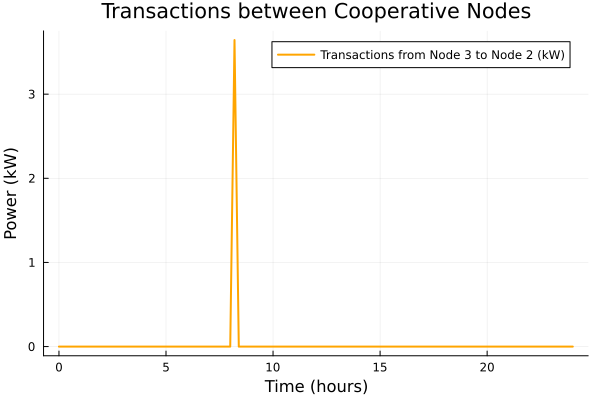 Transactions between Cooperative Nodes
Transactions from Node 3 to Node 2 (kW)
Power (kW)
3
2
1
0
0 5 10 15 20
Time (hours)